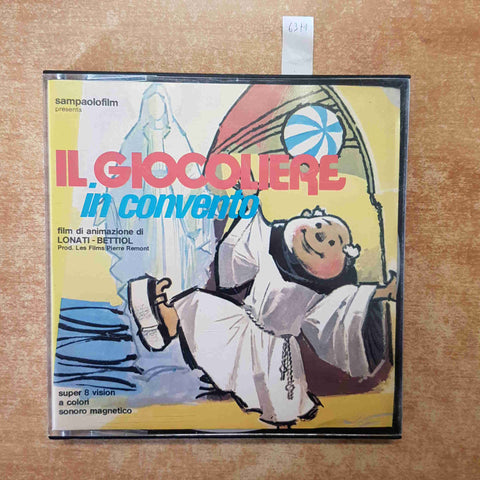 sampaolofilm
presenta
IL GIOCOLIERE
in convento
film di animazione di
LONATI - BETTIOL
Prod. Les Films Pierre Remont
super 8 vision
a colori
sonoro magnetico